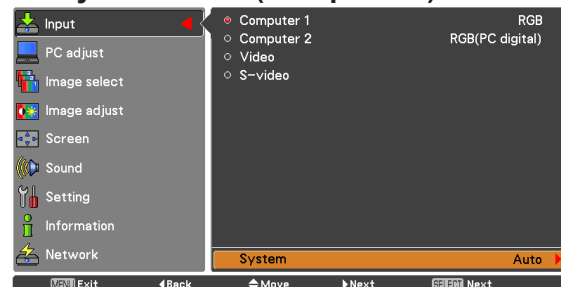 Input
PC adjust
Image select
Image adjust
Screen
Sound
Setting
Information
Network
Computer 1 RGB
Computer 2 RGB(PC digital)
Video
S-video
System Auto
MENU Exit Back Move Next SELECT Next